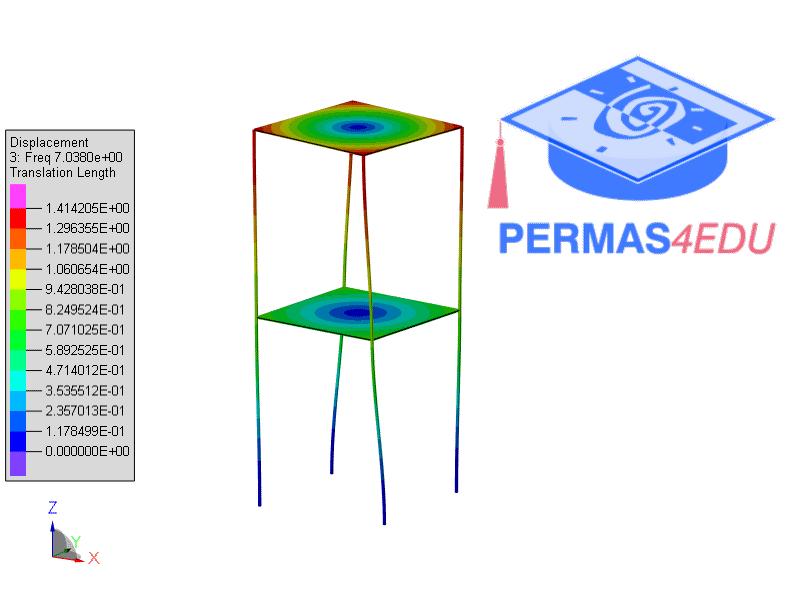 Displacement
3: Freq 7.0380e+00
Translation Length
1.414205E+00
1.296355E+00
1.178504E+00
1.060654E+00
9.428038E-01
8.249524E-01
7.071025E-01
5.892525E-01
4.714012E-01
3.535512E-01
2.357013E-01
1.178499E-01
0.000000E+00
PERMAS4EDU
Z
Y
X